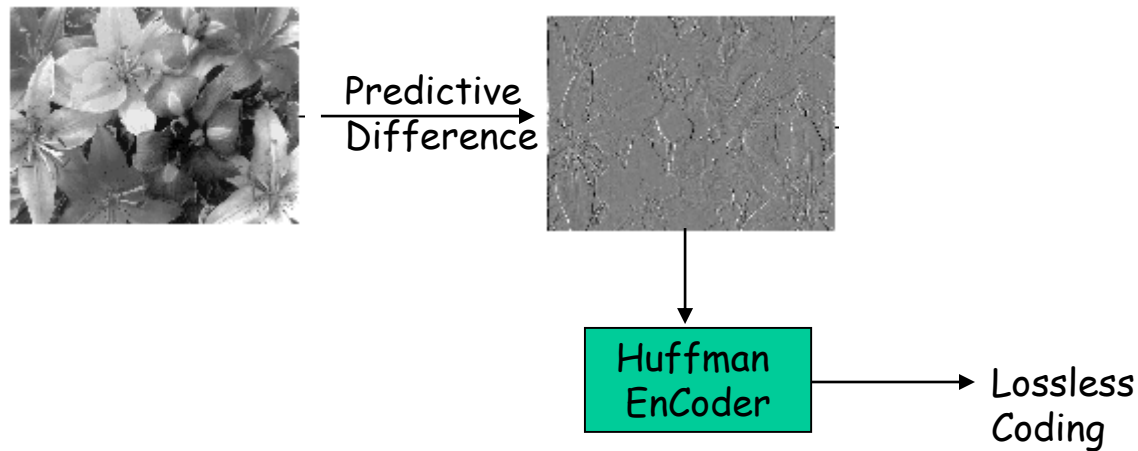 Predictive
Difference
Huffman
EnCoder
Lossless
Coding